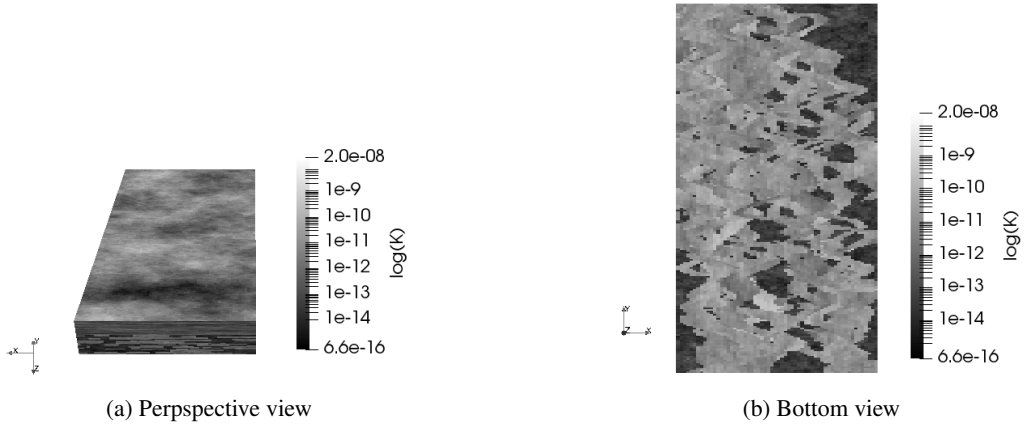 2.0e-08
1e-9
1e-10
1e-11
1e-12
1e-13
1e-14
6.6e-16
log(K)
X
Y
Z
(a) Perpspective view
2.0e-08
1e-9
1e-10
1e-11
1e-12
1e-13
1e-14
6.6e-16
log(K)
Y
Z
X
(b) Bottom view